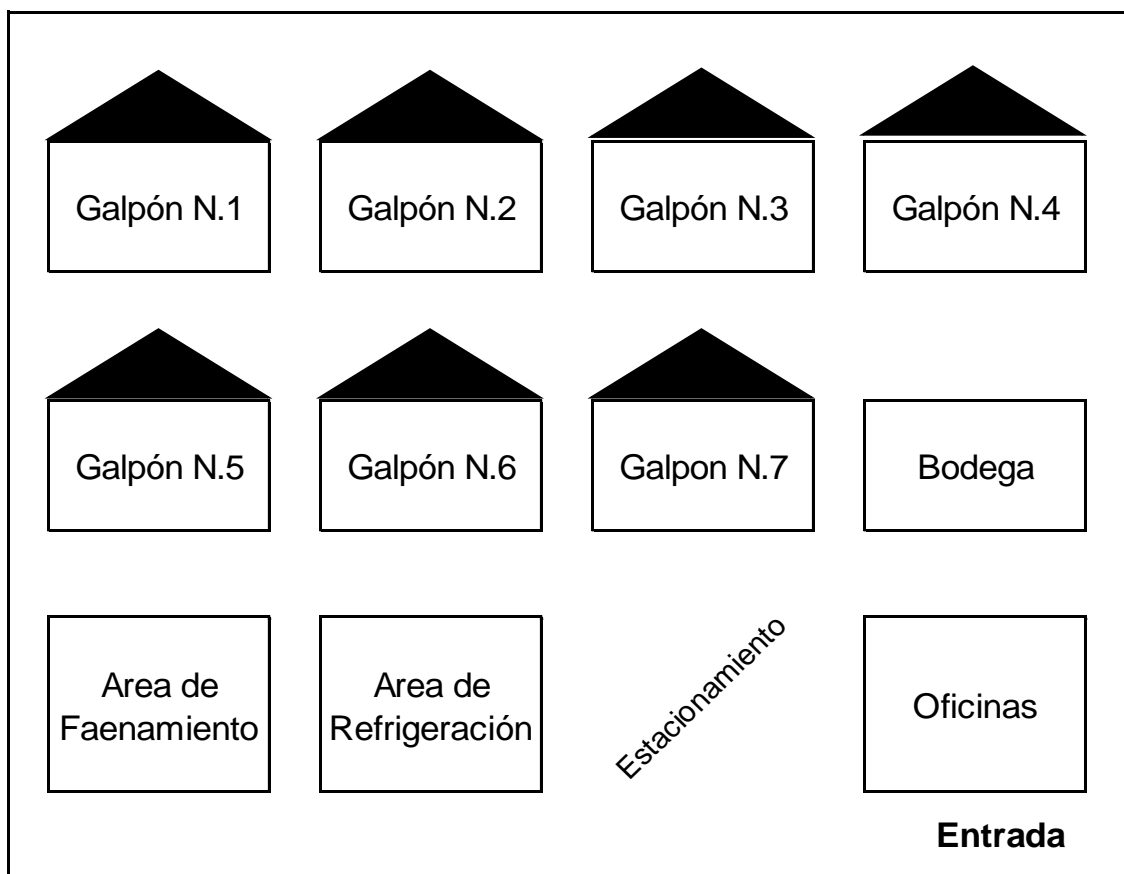 Galpón N.1
Galpón N.2
Galpón N.3
Galpón N.4
Galpón N.5
Galpón N.6
Galpon N.7
Bodega
Area de
Faenamiento
Area de
Refrigeración
Estacionamiento
Oficinas
Entrada